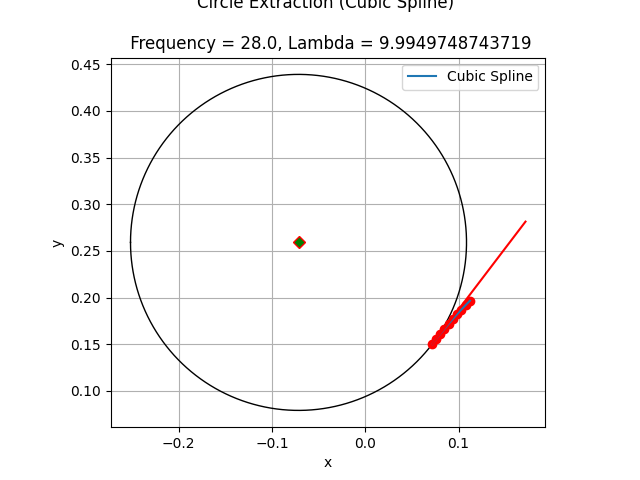 Circle Extraction (Cubic Spline)
Frequency = 28.0, Lambda = 9.9949748743719
Cubic Spline
0.45
0.40
0.35
0.30
0.25
0.20
0.15
0.10
y
−0.2
−0.1
0.0
0.1
x